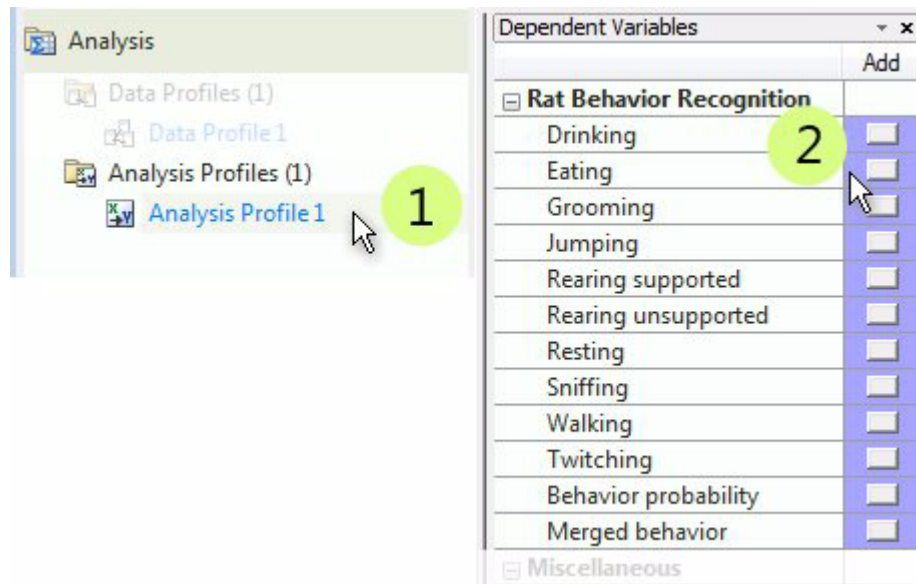 Analysis
Data Profiles (1)
Data Profile 1
Analysis Profiles (1)
Analysis Profile 1
1
Dependent Variables
Add
Rat Behavior Recognition
Drinking
2
Eating
Grooming
Jumping
Rearing supported
Rearing unsupported
Resting
Sniffing
Walking
Twitching
Behavior probability
Merged behavior
Miscellaneous